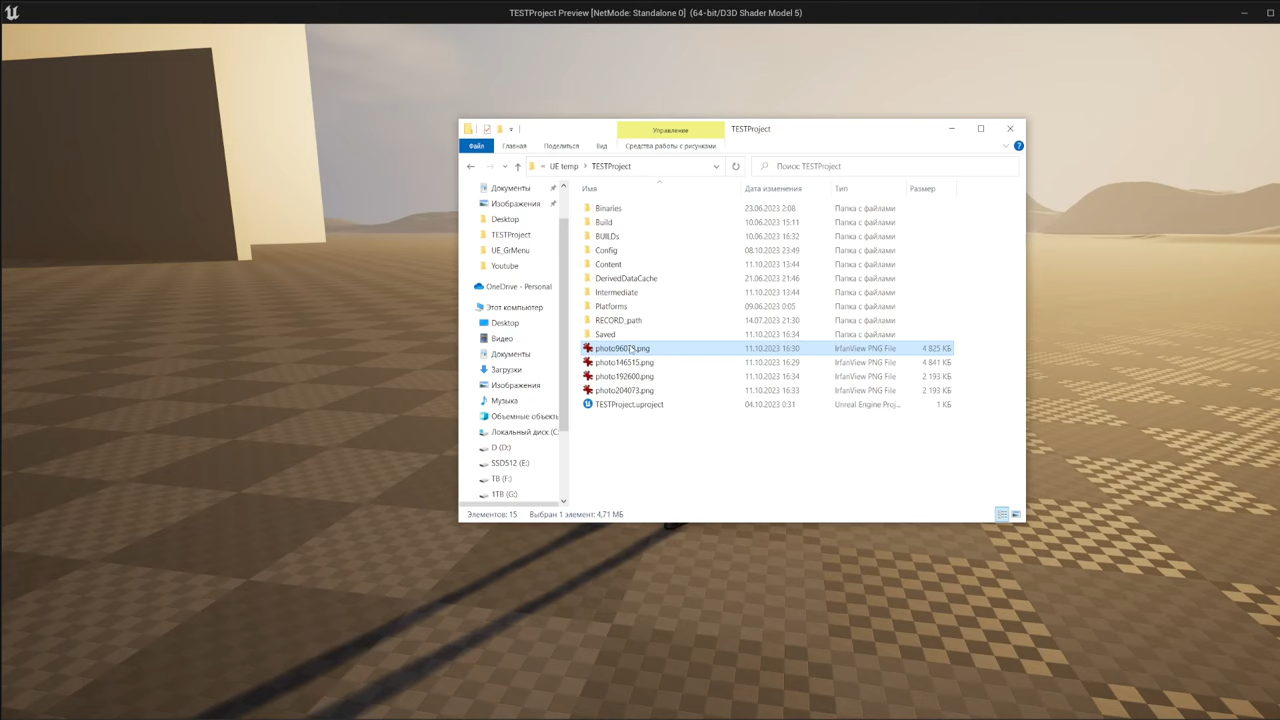 TESTProject Preview [NetMode: Standalone 0] (64-bit/D3D Shader Model 5)
Управление
TESTProject
Файл
Главная
Поделиться
Вид
Средства работы с рисунками
« UE temp > TESTProject
Поиск: TESTProject
Документы
Изображения
Desktop
TESTProject
UE_GrMenu
Youtube
OneDrive - Personal
Этот компьютер
Desktop
Видео
Документы
Загрузки
Изображения
Музыка
Объемные объекть
Локальный диск (C:
D (D:)
SSD512 (E:)
TB (F:)
1TB (G:)
Имя Дата изменения Тип Размер
Binaries 23.06.2023 2:08 Папка с файлами
Build 10.06.2023 15:11 Папка с файлами
BUILDs 10.06.2023 16:32 Папка с файлами
Config 08.10.2023 23:49 Папка с файлами
Content 11.10.2023 13:44 Папка с файлами
DerivedDataCache 21.06.2023 21:46 Папка с файлами
Intermediate 11.10.2023 13:44 Папка с файлами
Platforms 09.06.2023 0:05 Папка с файлами
RECORD_path 14.07.2023 21:30 Папка с файлами
Saved 11.10.2023 16:34 Папка с файлами
11.10.2023 16:30 IrfanView PNG File 4 825 КБ
photo146515.png 11.10.2023 16:29 IrfanView PNG File 4 841 КБ
photo192600.png 11.10.2023 16:34 IrfanView PNG File 2 193 КБ
photo204073.png 11.10.2023 16:33 IrfanView PNG File 2 193 КБ
TESTProject.uproject 04.10.2023 0:31 Unreal Engine Proj... 1 КБ
Элементов: 15 Выбран 1 элемент: 4,71 МБ